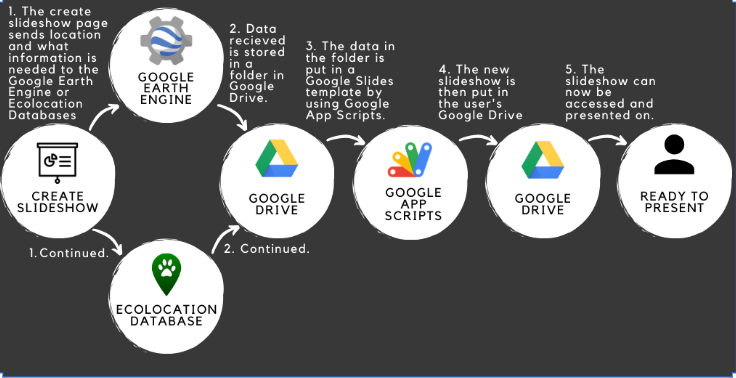 1. The create
slideshow page
sends location
and what
information is
needed to the
Google Earth
Engine or
Ecolocation
Databases
GOOGLE
EARTH
ENGINE
2. Data
recieved
is stored
in a
folder in
Google
Drive.
3. The data in
the folder is
put in a
Google Slides
template by
using Google
App Scripts.
4. The new
slideshow is
then put in
the user's
Google Drive
5. The
slideshow can
now be
accessed and
presented on.
CREATE
SLIDESHOW
GOOGLE
DRIVE
GOOGLE
APP
SCRIPTS
GOOGLE
DRIVE
READY TO
PRESENT
1. Continued.
2. Continued.
ECOLOCATION
DATABASE